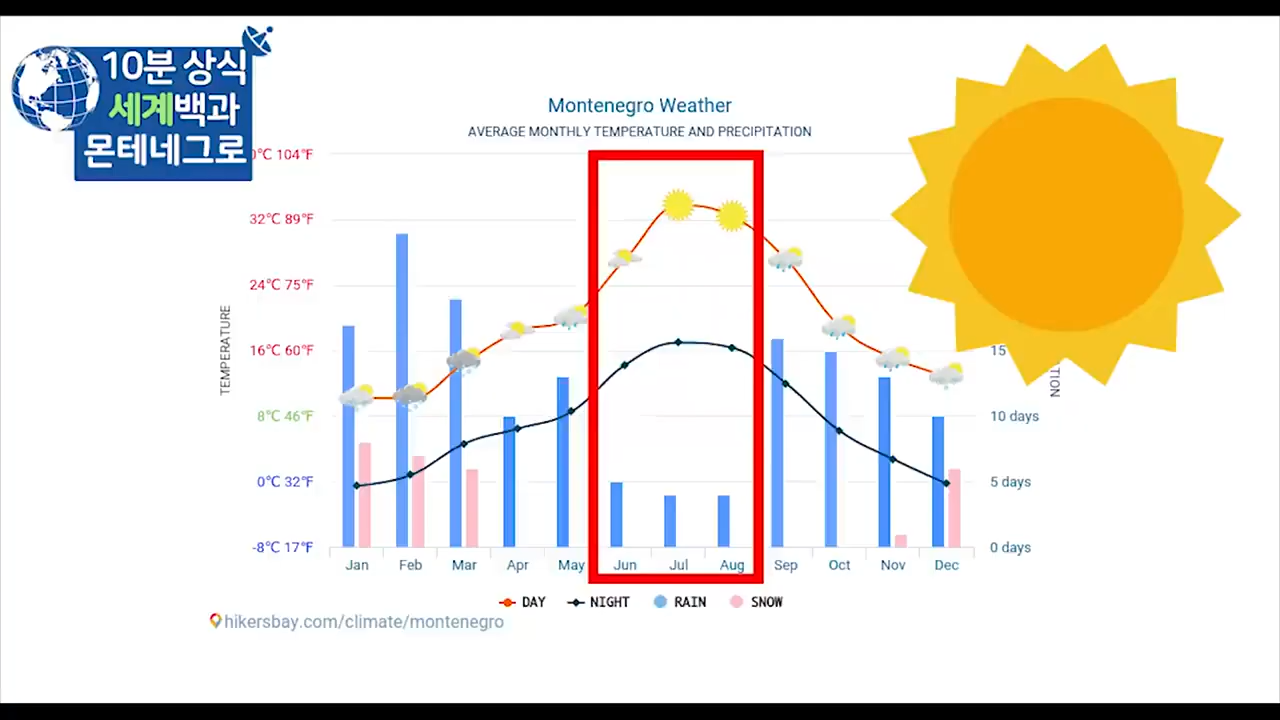 10분 상식
세계백과
몬테네그로
Montenegro Weather
AVERAGE MONTHLY TEMPERATURE AND PRECIPITATION
0°C 104°F
32°C 89°F
24°C 75°F
16°C 60°F
8°C 46°F
0°C 32°F
-8°C 17°F
TEMPERATURE
15
10 days
5 days
0 days
TION
Jan Feb Mar Apr May Jun Jul Aug Sep Oct Nov Dec
DAY NIGHT RAIN SNOW
hikersbay.com/climate/montenegro